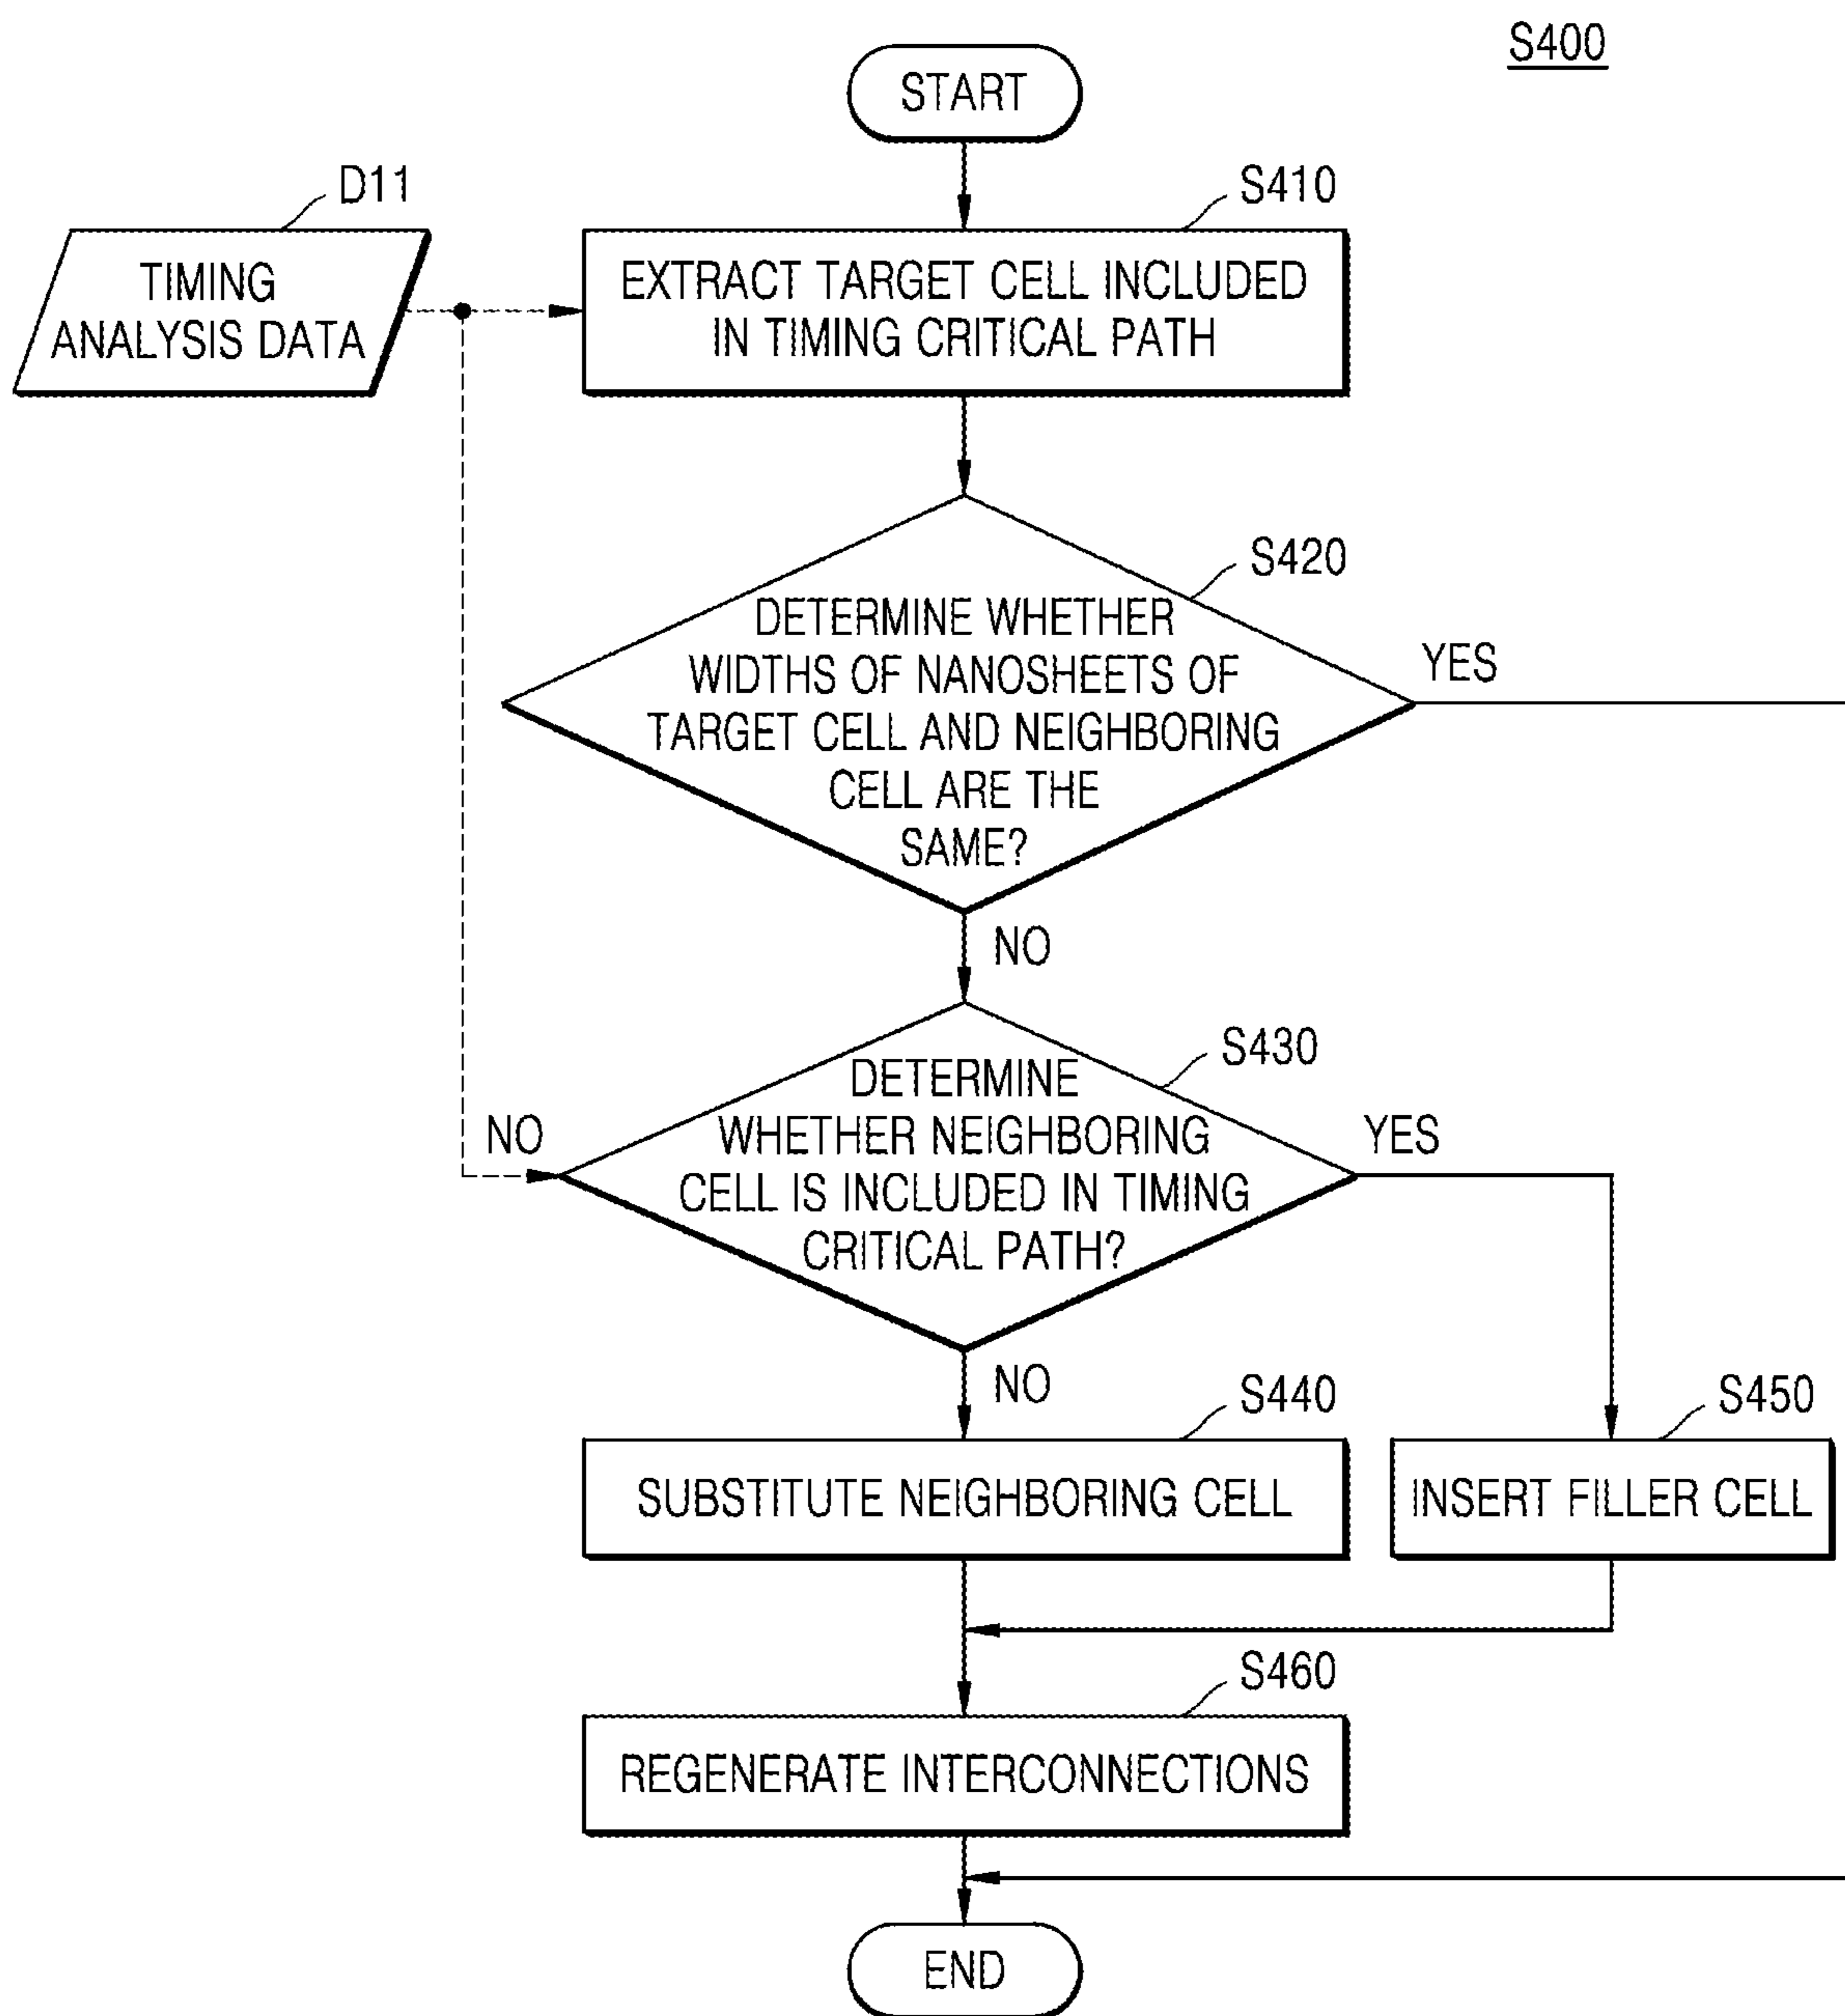 S400
START
D11
S410
TIMING
ANALYSIS DATA
EXTRACT TARGET CELL INCLUDED
IN TIMING CRITICAL PATH
S420
DETERMINE WHETHER
WIDTHS OF NANOSHEETS OF
TARGET CELL AND NEIGHBORING
CELL ARE THE
SAME?
YES
NO
S430
DETERMINE
WHETHER NEIGHBORING
CELL IS INCLUDED IN TIMING
CRITICAL PATH?
NO
YES
NO
S440
S450
SUBSTITUTE NEIGHBORING CELL
INSERT FILLER CELL
S460
REGENERATE INTERCONNECTIONS
END